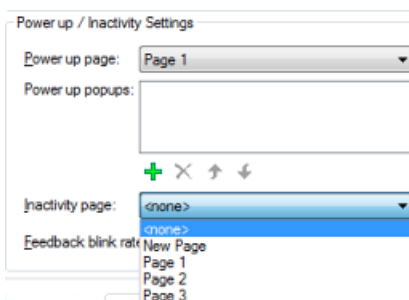 Power up / Inactivity Settings
Power up page: Page 1
Power up popups:
Inactivity page: <none>
<none>
Feedback blink rate
New Page
Page 1
Page 2
Page 3